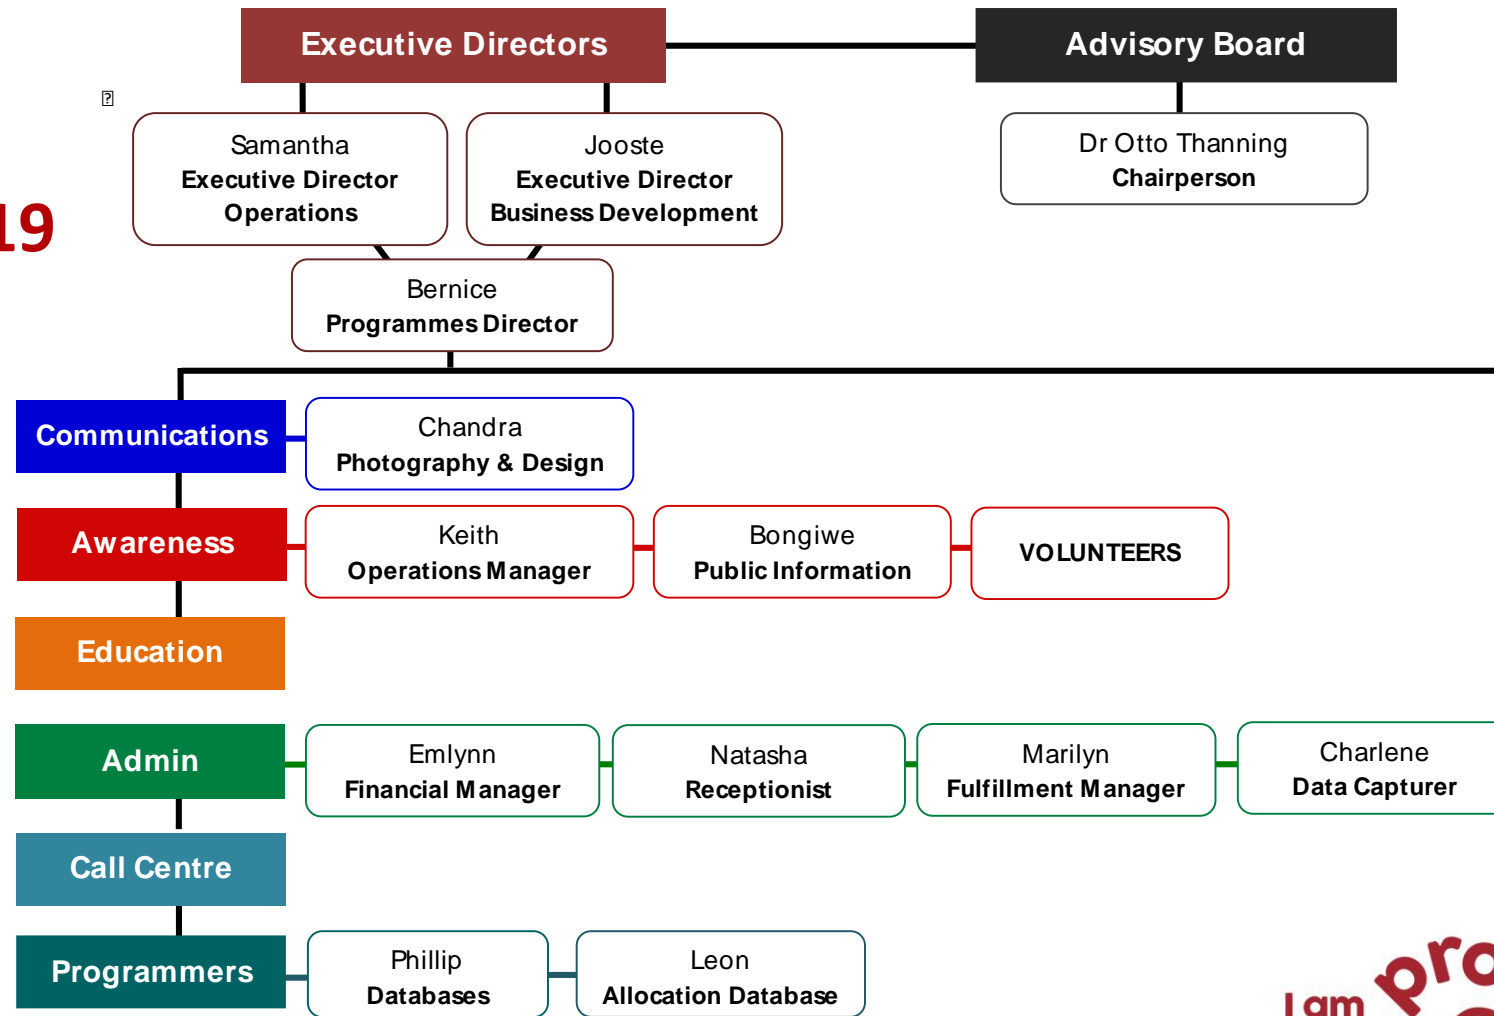 Executive Directors
Advisory Board
Samantha
Executive Director
Operations
Jooste
Executive Director
Business Development
Dr Otto Thanning
Chairperson
19
Bernice
Programmes Director
Communications
Chandra
Photography & Design
Awareness
Keith
Operations Manager
Bongiwe
Public Information
VOLUNTEERS
Education
Admin
Emlynn
Financial Manager
Natasha
Receptionist
Marilyn
Fulfillment Manager
Charlene
Data Capturer
Call Centre
Programmers
Phillip
Databases
Leon
Allocation Database
I am
pro